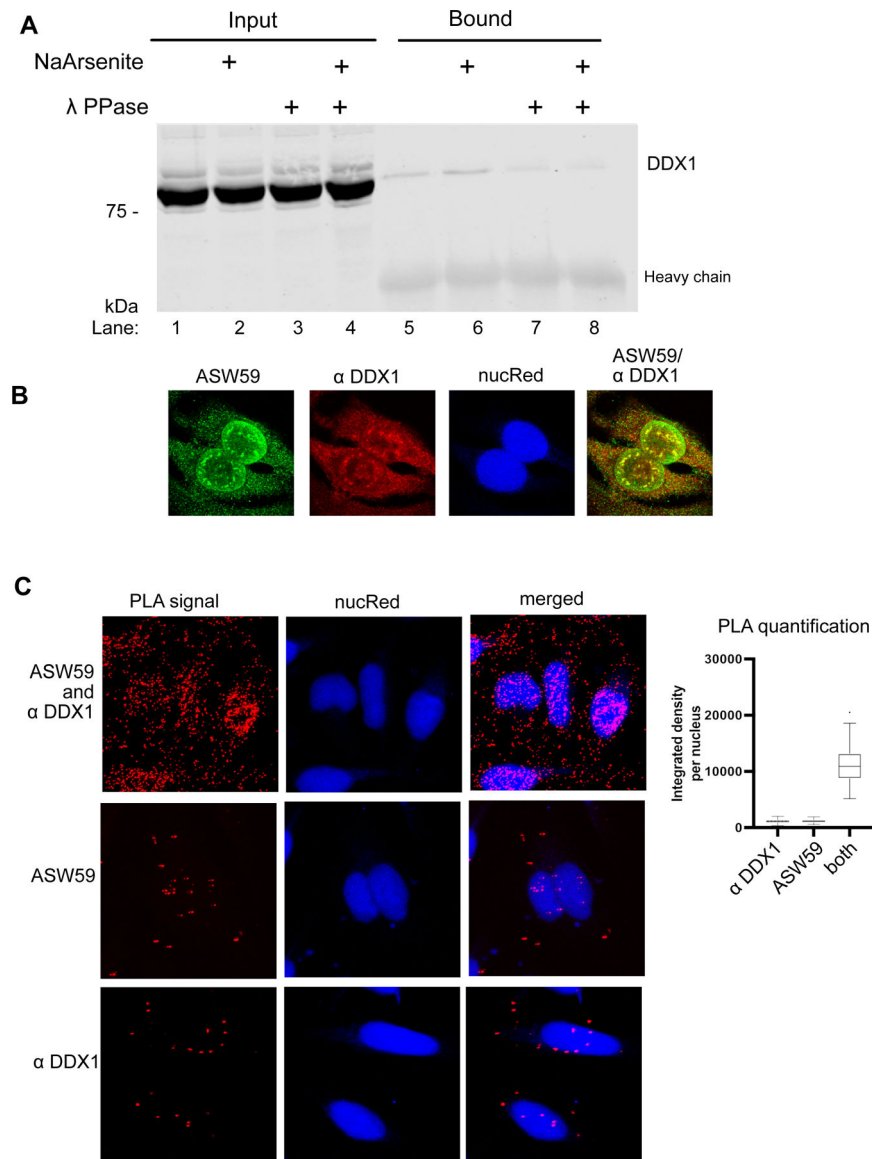 A
Input
Bound
NaArsenite + + + +
λ PPase + + + +
DDX1
75 -
Heavy chain
kDa
Lane: 1 2 3 4 5 6 7 8
B
ASW59
α DDX1
nucRed
ASW59/
α DDX1
C
PLA signal
nucRed
merged
ASW59
and
α DDX1
ASW59
α DDX1
PLA quantification
Integrated density
per nucleus
30000
20000
10000
0
α DDX1
ASW59
both